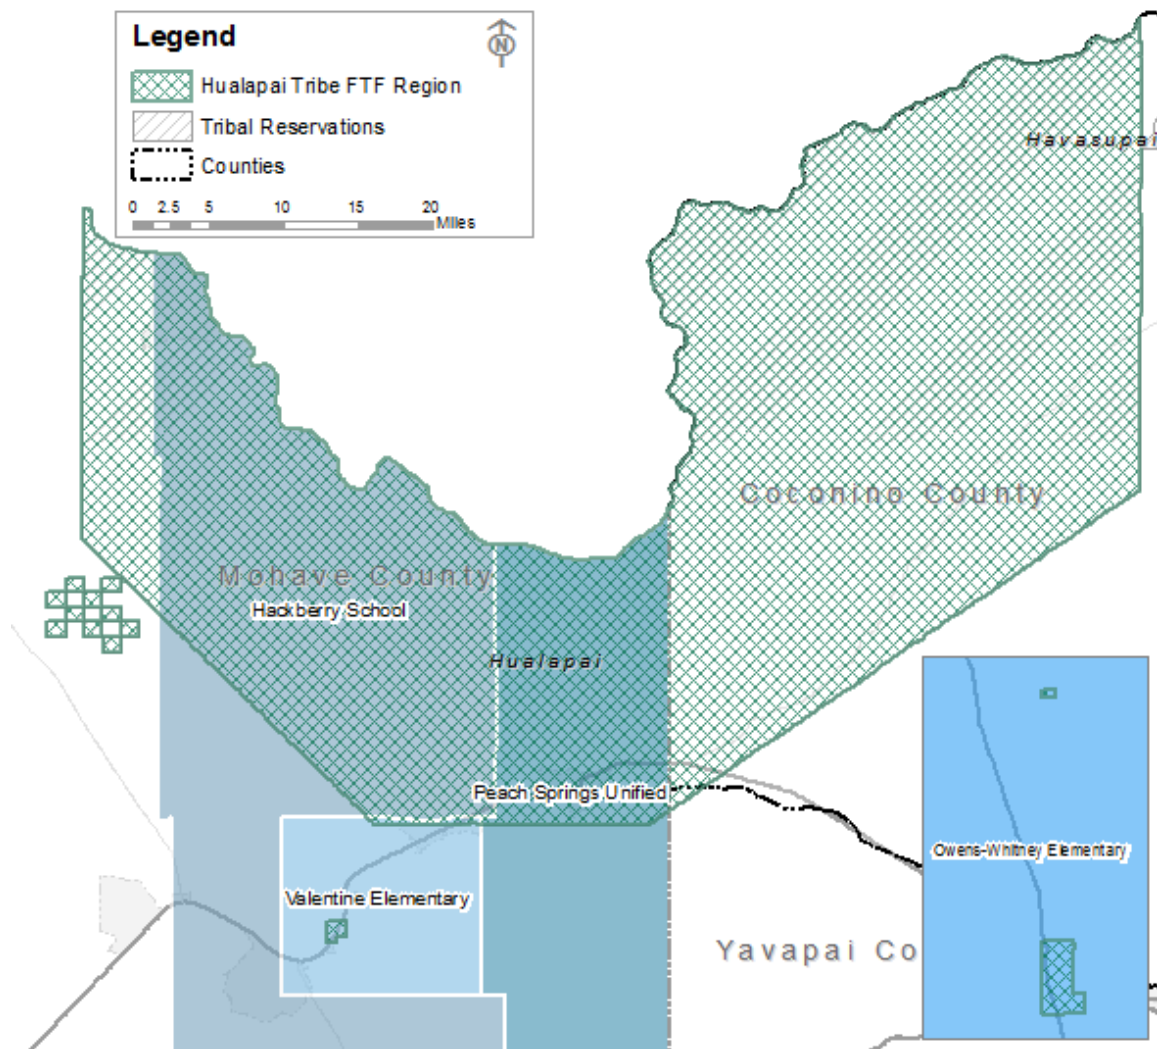 Legend
N
Hualapai Tribe FTF Region
Tribal Reservations
Counties
0 2.5 5 10 15 20
Miles
Havasupai
Coconino County
Mohave County
Hackberry School
Hualapai
Peach Springs Unified
Owens-Whitney Elementary
Valentine Elementary
Yavapai Co